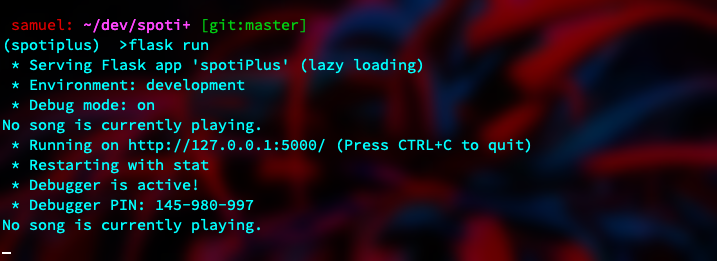 samuel: ~/dev/spoti+ [git:master]
(spotiplus)  >flask run
 * Serving Flask app 'spotiPlus' (lazy loading)
 * Environment: development
 * Debug mode: on
No song is currently playing.
 * Running on http://127.0.0.1:5000/ (Press CTRL+C to quit)
 * Restarting with stat
 * Debugger is active!
 * Debugger PIN: 145-980-997
No song is currently playing.